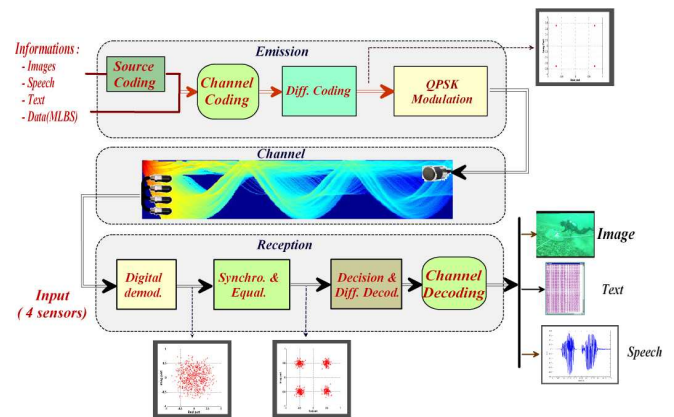 Informations :
- Images
- Speech
- Text
- Data(MLBS)
Emission
Source
Coding
Channel
Coding
Diff. Coding
QPSK
Modulation
Channel
Reception
Input
( 4 sensors)
Digital
demod.
Synchro. &
Equal.
Decision &
Diff. Decod.
Channel
Decoding
Image
Text
Speech